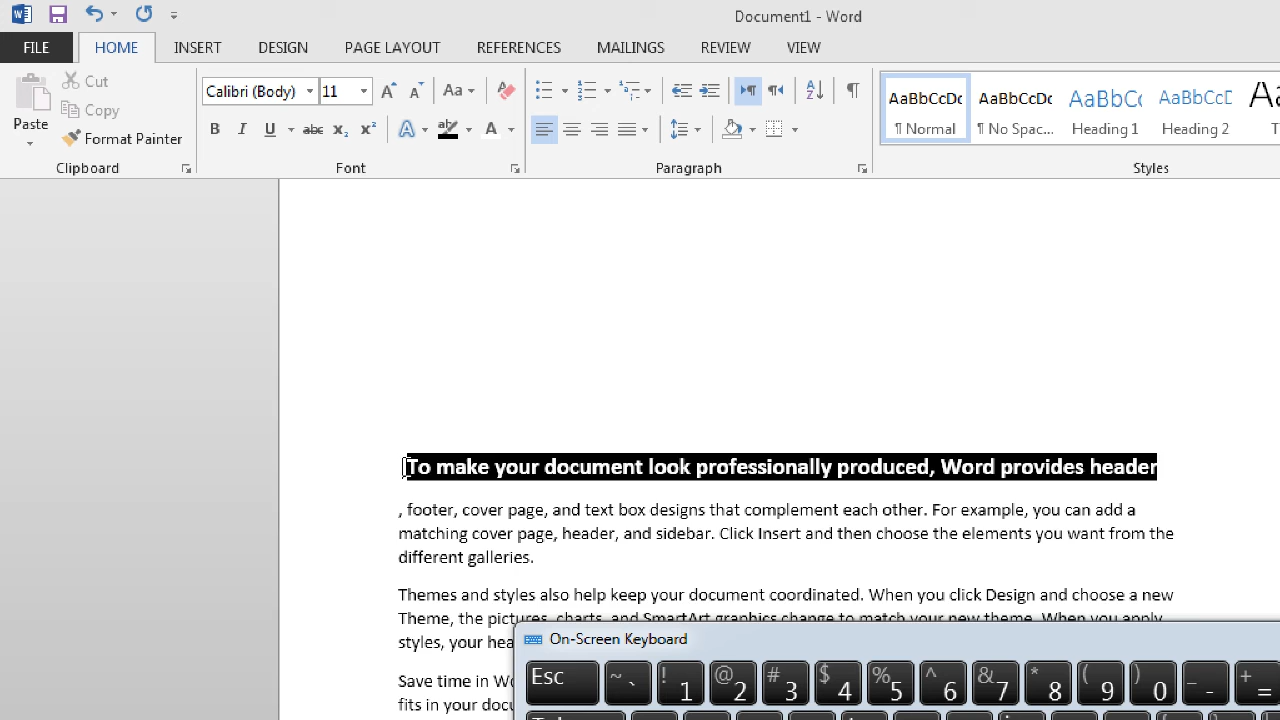 Document1 - Word
FILE HOME INSERT DESIGN PAGE LAYOUT REFERENCES MAILINGS REVIEW VIEW
Paste
Cut
Copy
Format Painter
Clipboard
Calibri (Body) 11
Aa
B I U abc x₂ x²
A aby A
Font
Paragraph
AaBbCcDc AaBbCcDc AaBbCc AaBbCcD
¶ Normal ¶ No Spac... Heading 1 Heading 2
Styles
To make your document look professionally produced, Word provides header
, footer, cover page, and text box designs that complement each other. For example, you can add a
matching cover page, header, and sidebar. Click Insert and then choose the elements you want from the
different galleries.
Themes and styles also help keep your document coordinated. When you click Design and choose a new
Theme, the pictures, charts, and SmartArt graphics change to match your new theme. When you apply
styles, your hea
Save time in Wo
fits in your docu
On-Screen Keyboard
Esc ~ ` ! 1 @ 2 # 3 $ 4 % 5 ^ 6 & 7 * 8 ( 9 ) 0 _ - + =